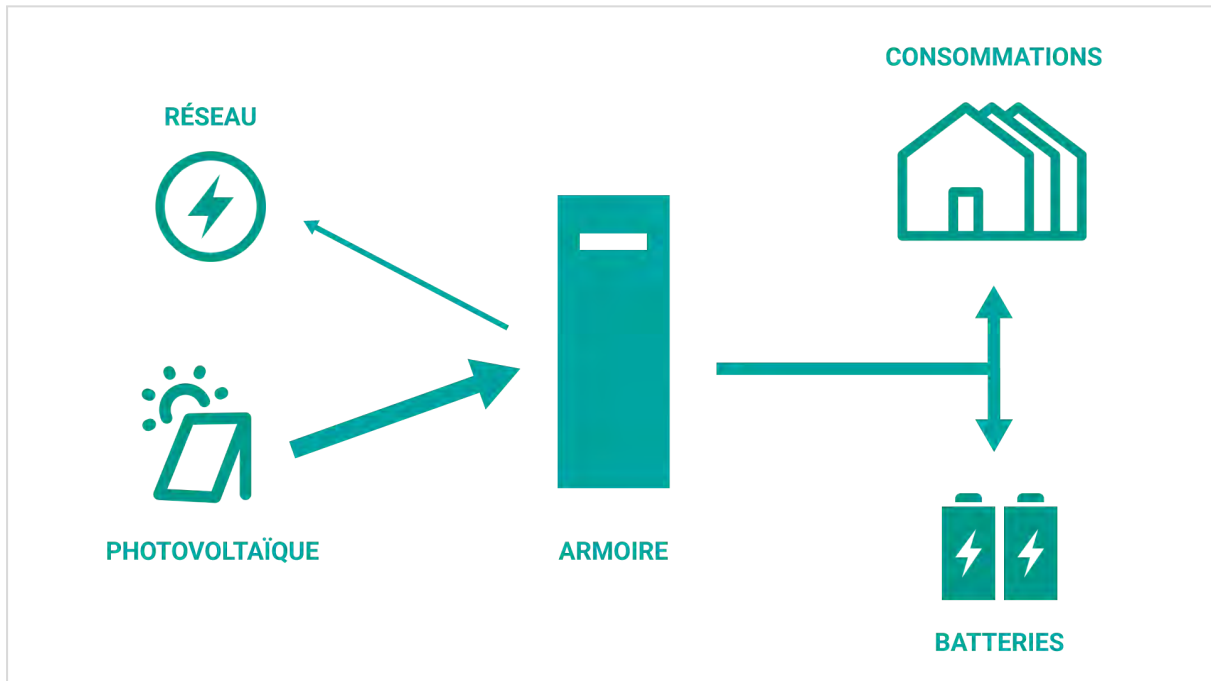 CONSOMMATIONS
RÉSEAU
PHOTOVOLTAÏQUE
ARMOIRE
BATTERIES